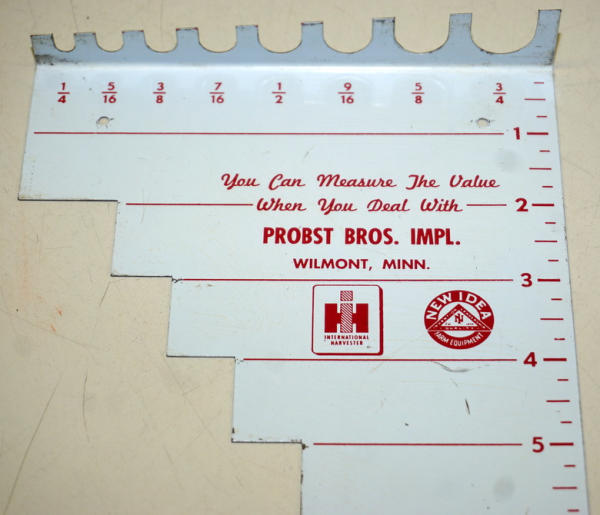 1/4 5/16 3/8 7/16 1/2 9/16 5/8 3/4
1
You Can Measure The Value
When You Deal With 2
PROBST BROS. IMPL.
WILMONT, MINN.
3
IH
INTERNATIONAL
HARVESTER
NEW IDEA
QUALITY
FARM EQUIPMENT
4
5